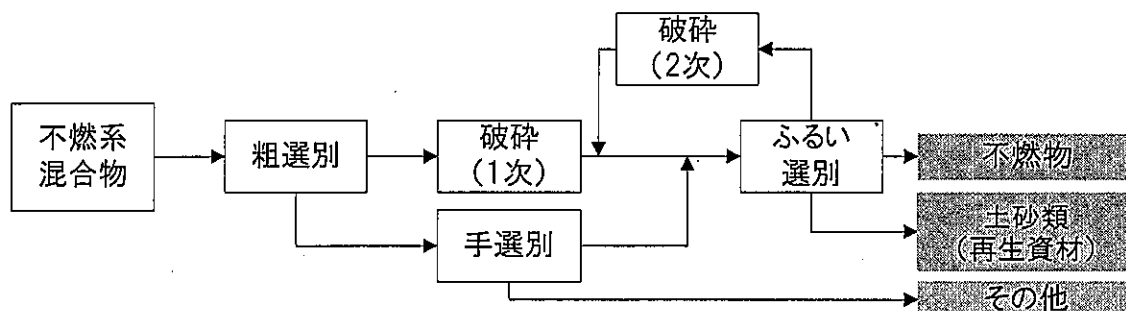 破砕
(2次)
不燃系
混合物
粗選別
破砕
(1次)
ふるい
選別
不燃物
手選別
土砂類
(再生資材)
その他